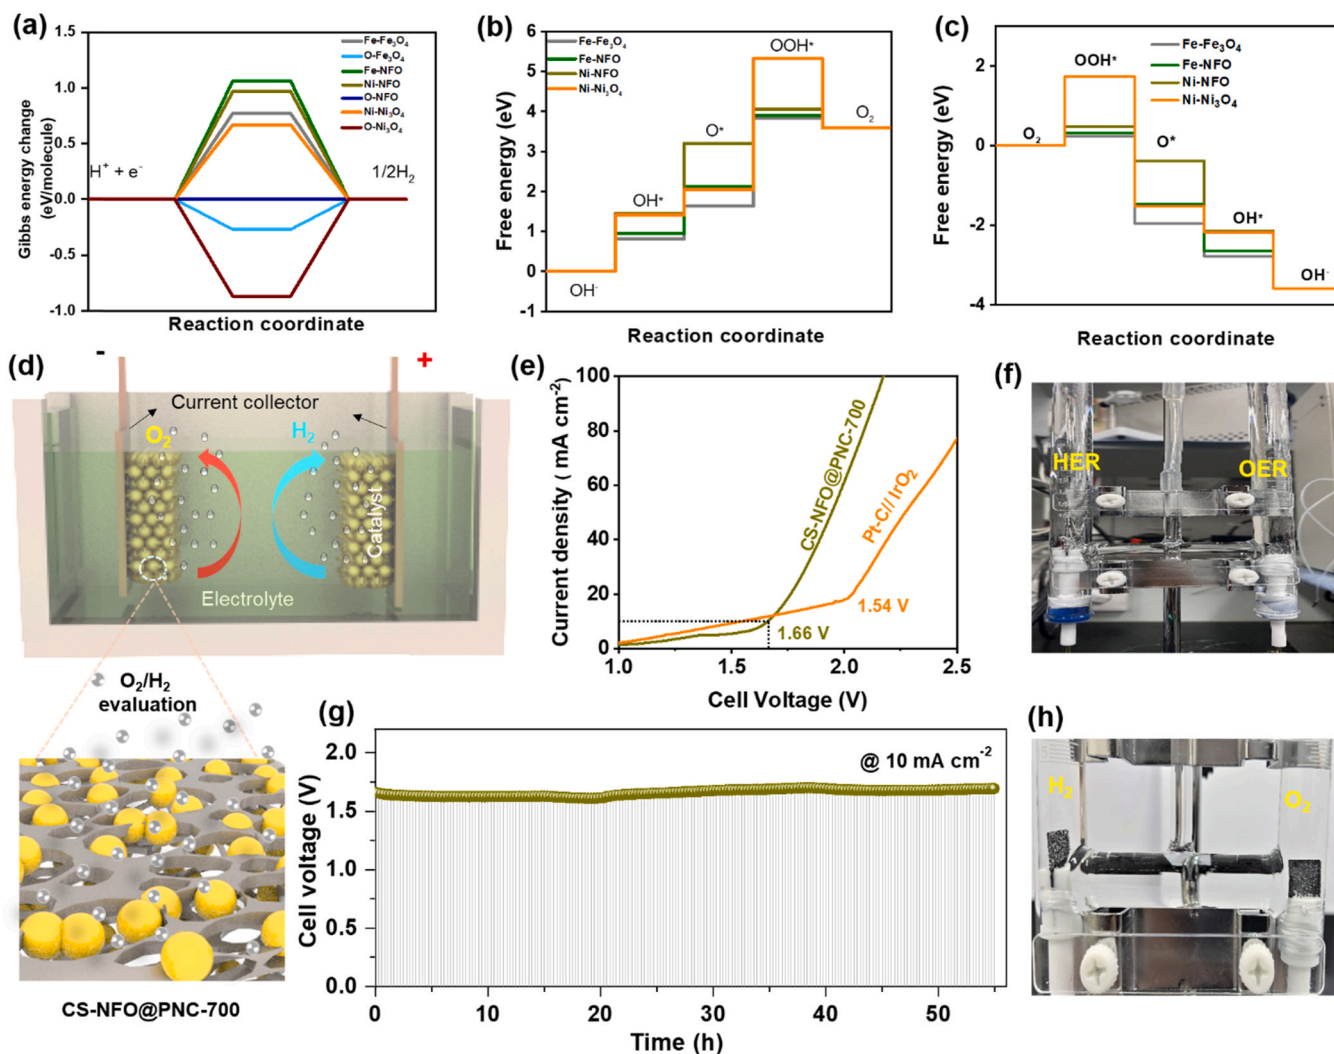 (a)
1.5
1.0
0.5
0.0
-0.5
-1.0
Gibbs energy change
(eV/molecule)
Fe-Fe₃O₄
O-Fe₃O₄
Fe-NFO
Ni-NFO
O-NFO
Ni-Ni₃O₄
O-Ni₃O₄
H⁺ + e⁻
1/2H₂
Reaction coordinate
(b)
6
5
4
3
2
1
0
-1
Free energy (eV)
Fe-Fe₃O₄
Fe-NFO
Ni-NFO
Ni-Ni₃O₄
OOH*
O₂
O*
OH*
OH⁻
Reaction coordinate
(c)
2
0
-2
-4
Free energy (eV)
Fe-Fe₃O₄
Fe-NFO
Ni-NFO
Ni-Ni₃O₄
OOH*
O₂
O*
OH*
OH⁻
Reaction coordinate
(d)
-
+
Current collector
O₂
H₂
Catalyst
Electrolyte
O₂/H₂
evaluation
CS-NFO@PNC-700
(e)
100
80
60
40
20
0
Current density ( mA cm⁻²)
CS-NFO@PNC-700
Pt-C// IrO₂
1.54 V
1.66 V
1.0
1.5
2.0
2.5
Cell Voltage (V)
(f)
HER
OER
(g)
2.0
1.5
1.0
0.5
0.0
Cell voltage (V)
@ 10 mA cm⁻²
0
10
20
30
40
50
Time (h)
(h)
H₂
O₂